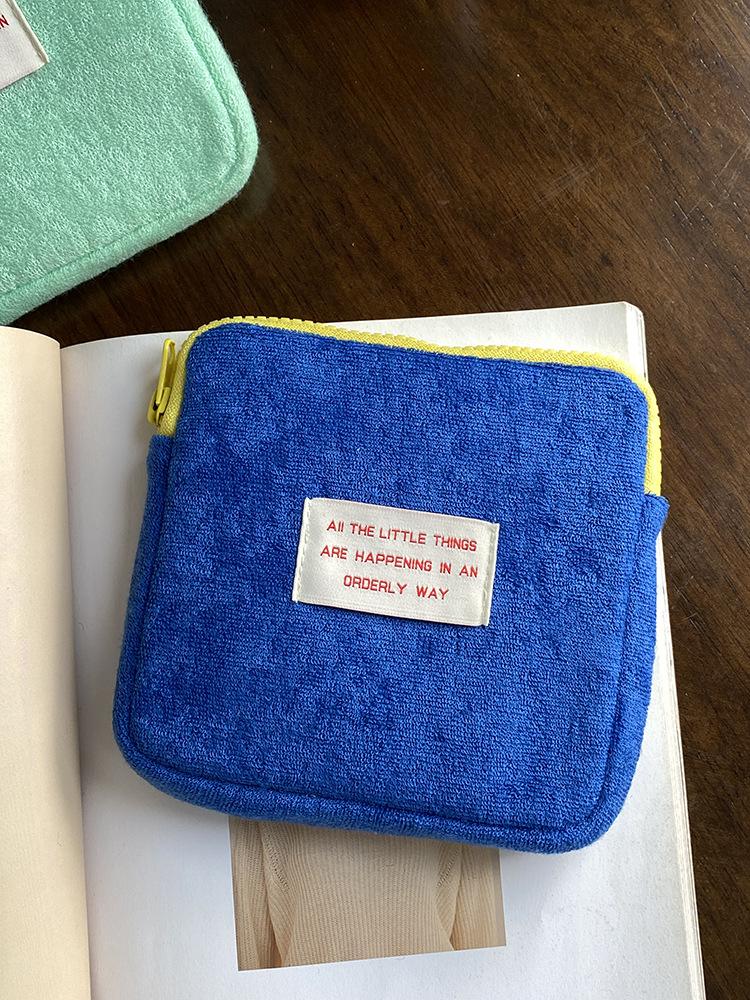 All THE LITTLE THINGS
ARE HAPPENING IN AN
ORDERLY WAY